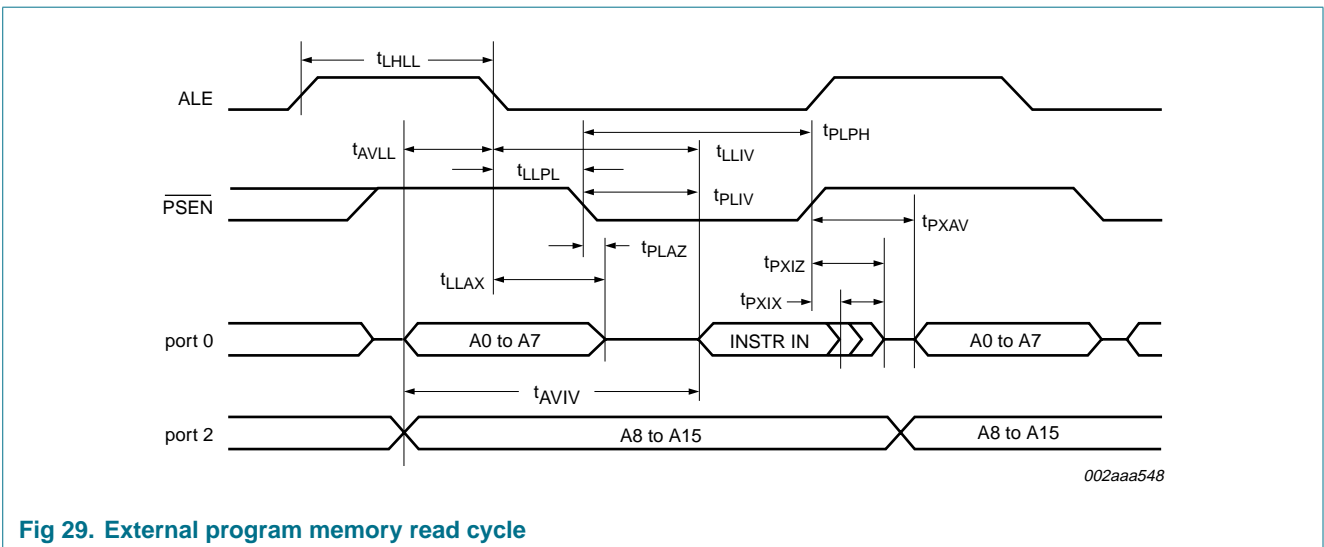 tLHLL
ALE
tPLPH
tAVLL
tLLIV
tLLPL
PSEN
tPLIV
tPXAV
tPLAZ
tPXIZ
tLLAX
tPXIX
port 0
A0 to A7
INSTR IN
A0 to A7
tAVIV
port 2
A8 to A15
A8 to A15
002aaa548
Fig 29. External program memory read cycle